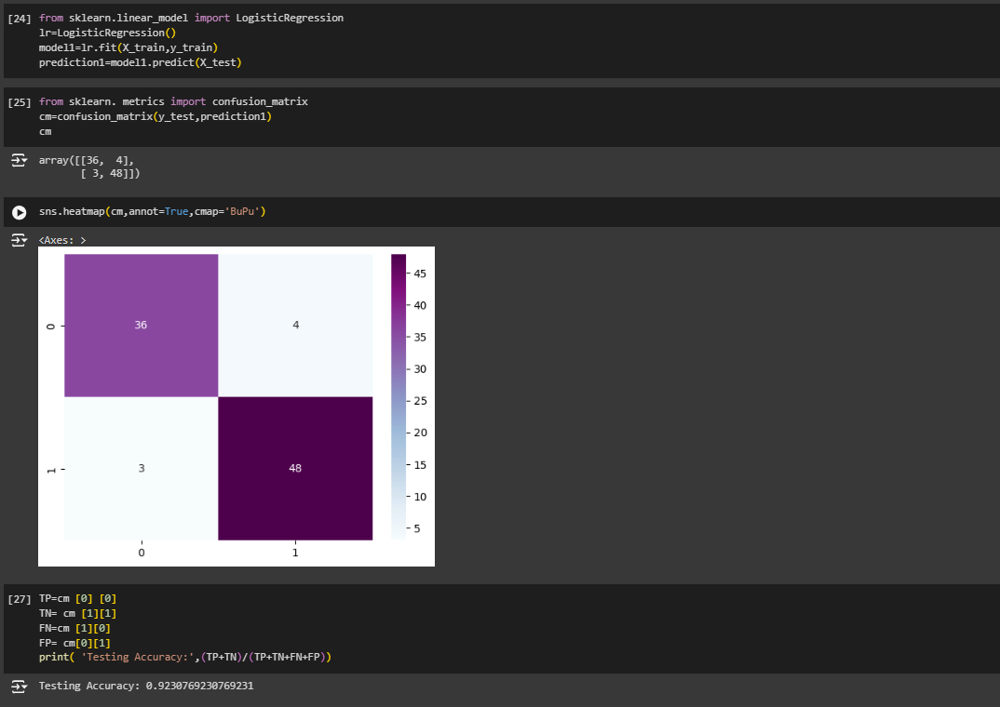 [24] from sklearn.linear_model import LogisticRegression
lr=LogisticRegression()
model1=lr.fit(X_train,y_train)
prediction1=model1.predict(X_test)
[25] from sklearn. metrics import confusion_matrix
cm=confusion_matrix(y_test,prediction1)
cm
array([[36,  4],
       [ 3, 48]])
sns.heatmap(cm,annot=True,cmap='BuPu')
<Axes: >
45
40
0 36 4 35
30
25
20
1 3 48 15
10
5
0 1
[27] TP=cm [0] [0]
TN= cm [1][1]
FN=cm [1][0]
FP= cm[0][1]
print( 'Testing Accuracy:',(TP+TN)/(TP+TN+FN+FP))
Testing Accuracy: 0.9230769230769231